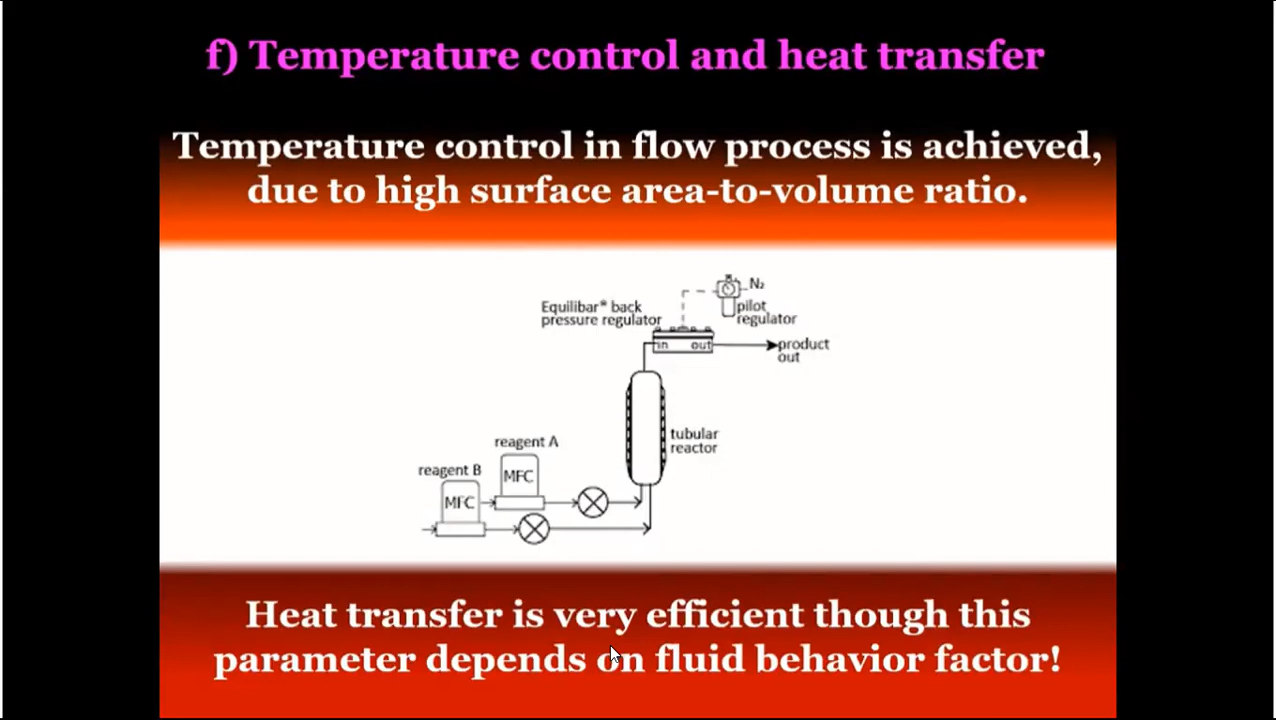 f) Temperature control and heat transfer
Temperature control in flow process is achieved,
due to high surface area-to-volume ratio.
N₂
Equilibar® back
pressure regulator
pilot
regulator
in
out
product
out
tubular
reactor
reagent A
MFC
reagent B
MFC
Heat transfer is very efficient though this
parameter depends on fluid behavior factor!